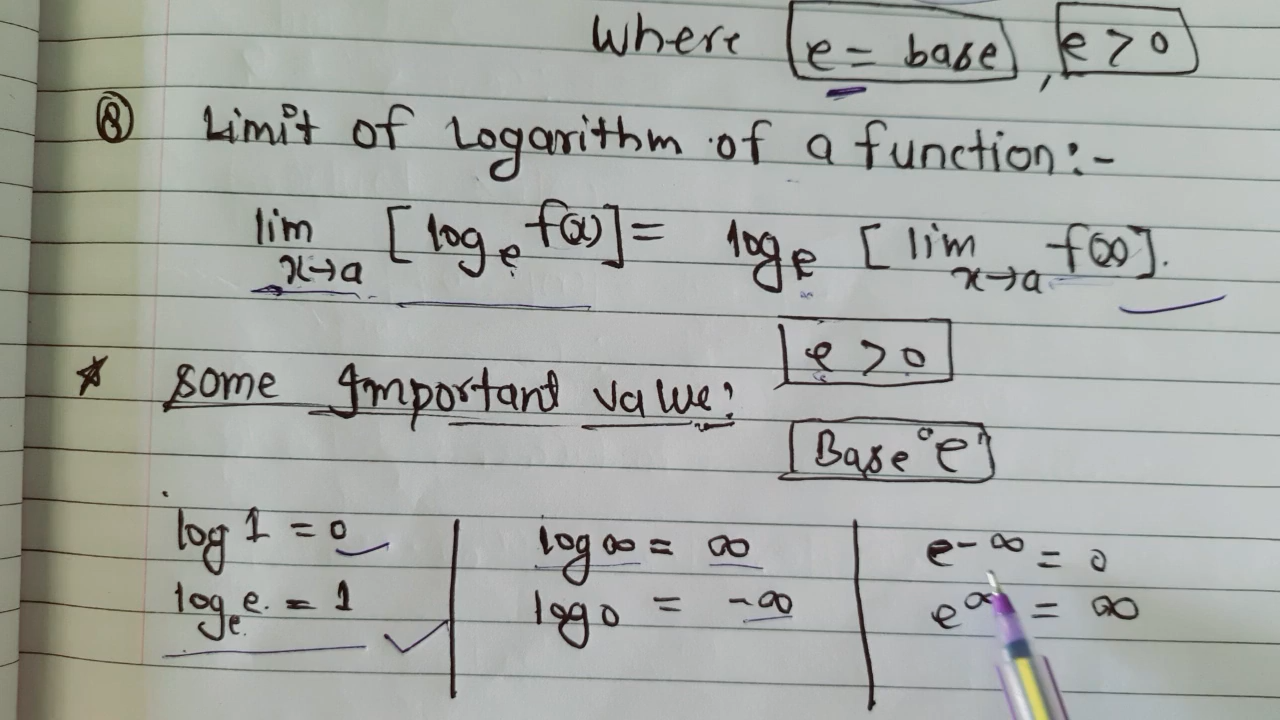 Where e = base, e > 0
⑧ Limit of Logarithm of a function:-
lim x→a [log_e f(x)] = log_e [lim x→a f(x)].
e > 0
* Some Important value:
Base "e"
log 1 = 0
log_e e. = 1
log ∞ = ∞
log 0 = -∞
e^-∞ = 0
e^∞ = ∞